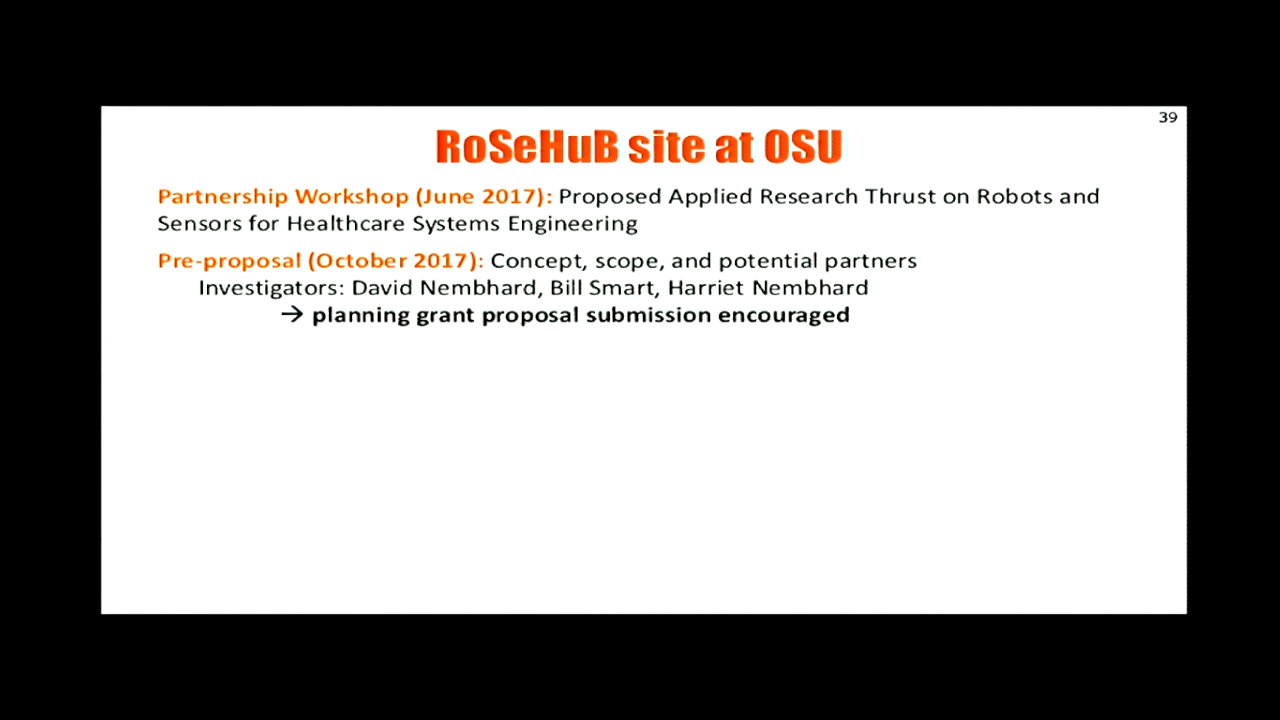 39
RoSeHuB site at OSU
Partnership Workshop (June 2017): Proposed Applied Research Thrust on Robots and
Sensors for Healthcare Systems Engineering
Pre-proposal (October 2017): Concept, scope, and potential partners
Investigators: David Nembhard, Bill Smart, Harriet Nembhard
→ planning grant proposal submission encouraged